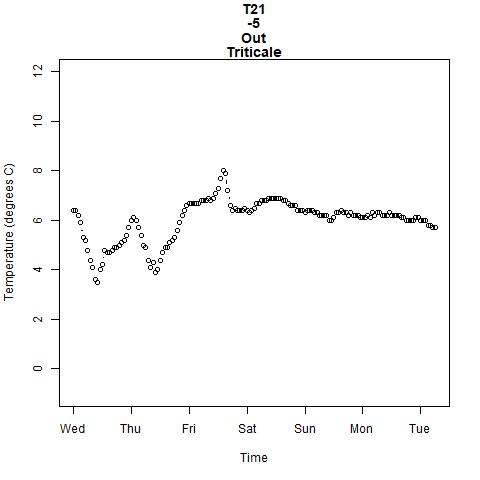 T21
-5
Out
Triticale
Temperature (degrees C)
12
10
8
6
4
2
0
Wed Thu Fri Sat Sun Mon Tue
Time